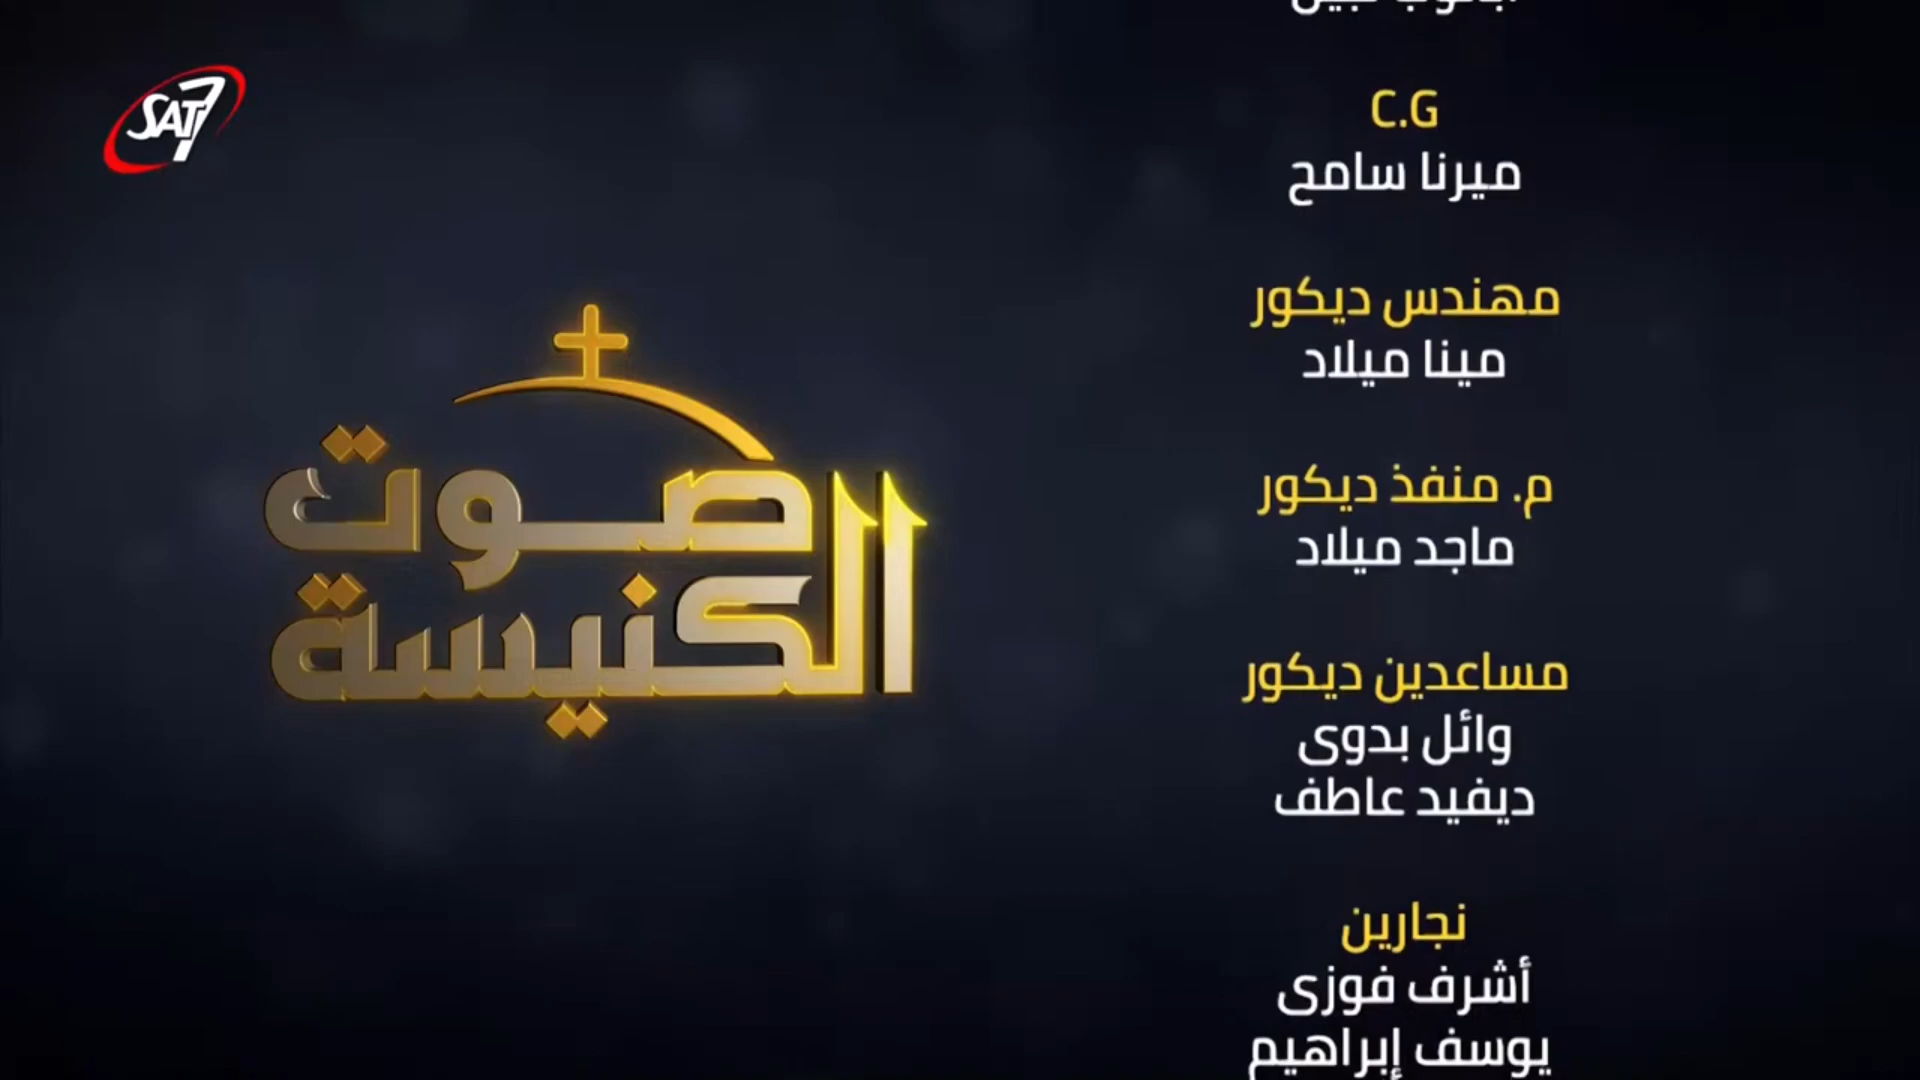 SAT7
صوت
الكنيسة
C.G
ميرنا سامح
مهندس ديكور
مينا ميلاد
م. منفذ ديكور
ماجد ميلاد
مساعدين ديكور
وائل بدوى
ديفيد عاطف
نجارين
أشرف فوزى
يوسف إبراهيم